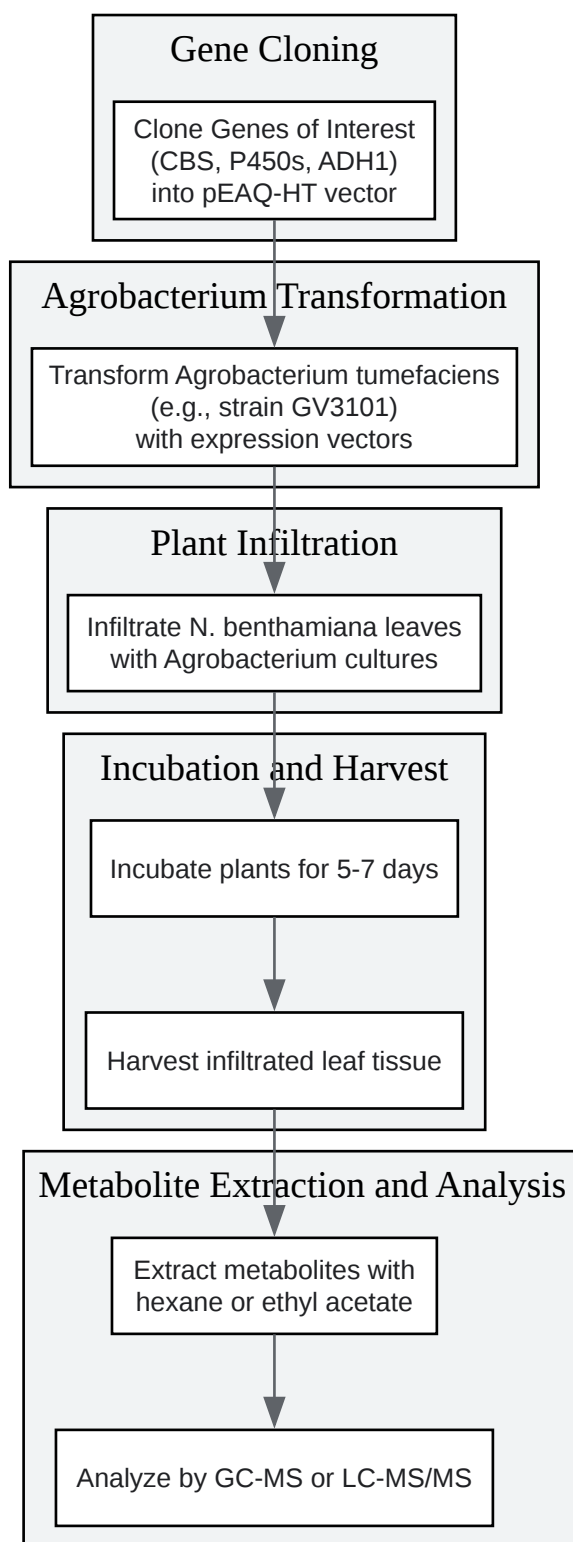 Gene Cloning
Clone Genes of Interest
(CBS, P450s, ADH1)
into pEAQ-HT vector
Agrobacterium Transformation
Transform Agrobacterium tumefaciens
(e.g., strain GV3101)
with expression vectors
Plant Infiltration
Infiltrate N. benthamiana leaves
with Agrobacterium cultures
Incubation and Harvest
Incubate plants for 5-7 days
Harvest infiltrated leaf tissue
Metabolite Extraction and Analysis
Extract metabolites with
hexane or ethyl acetate
Analyze by GC-MS or LC-MS/MS